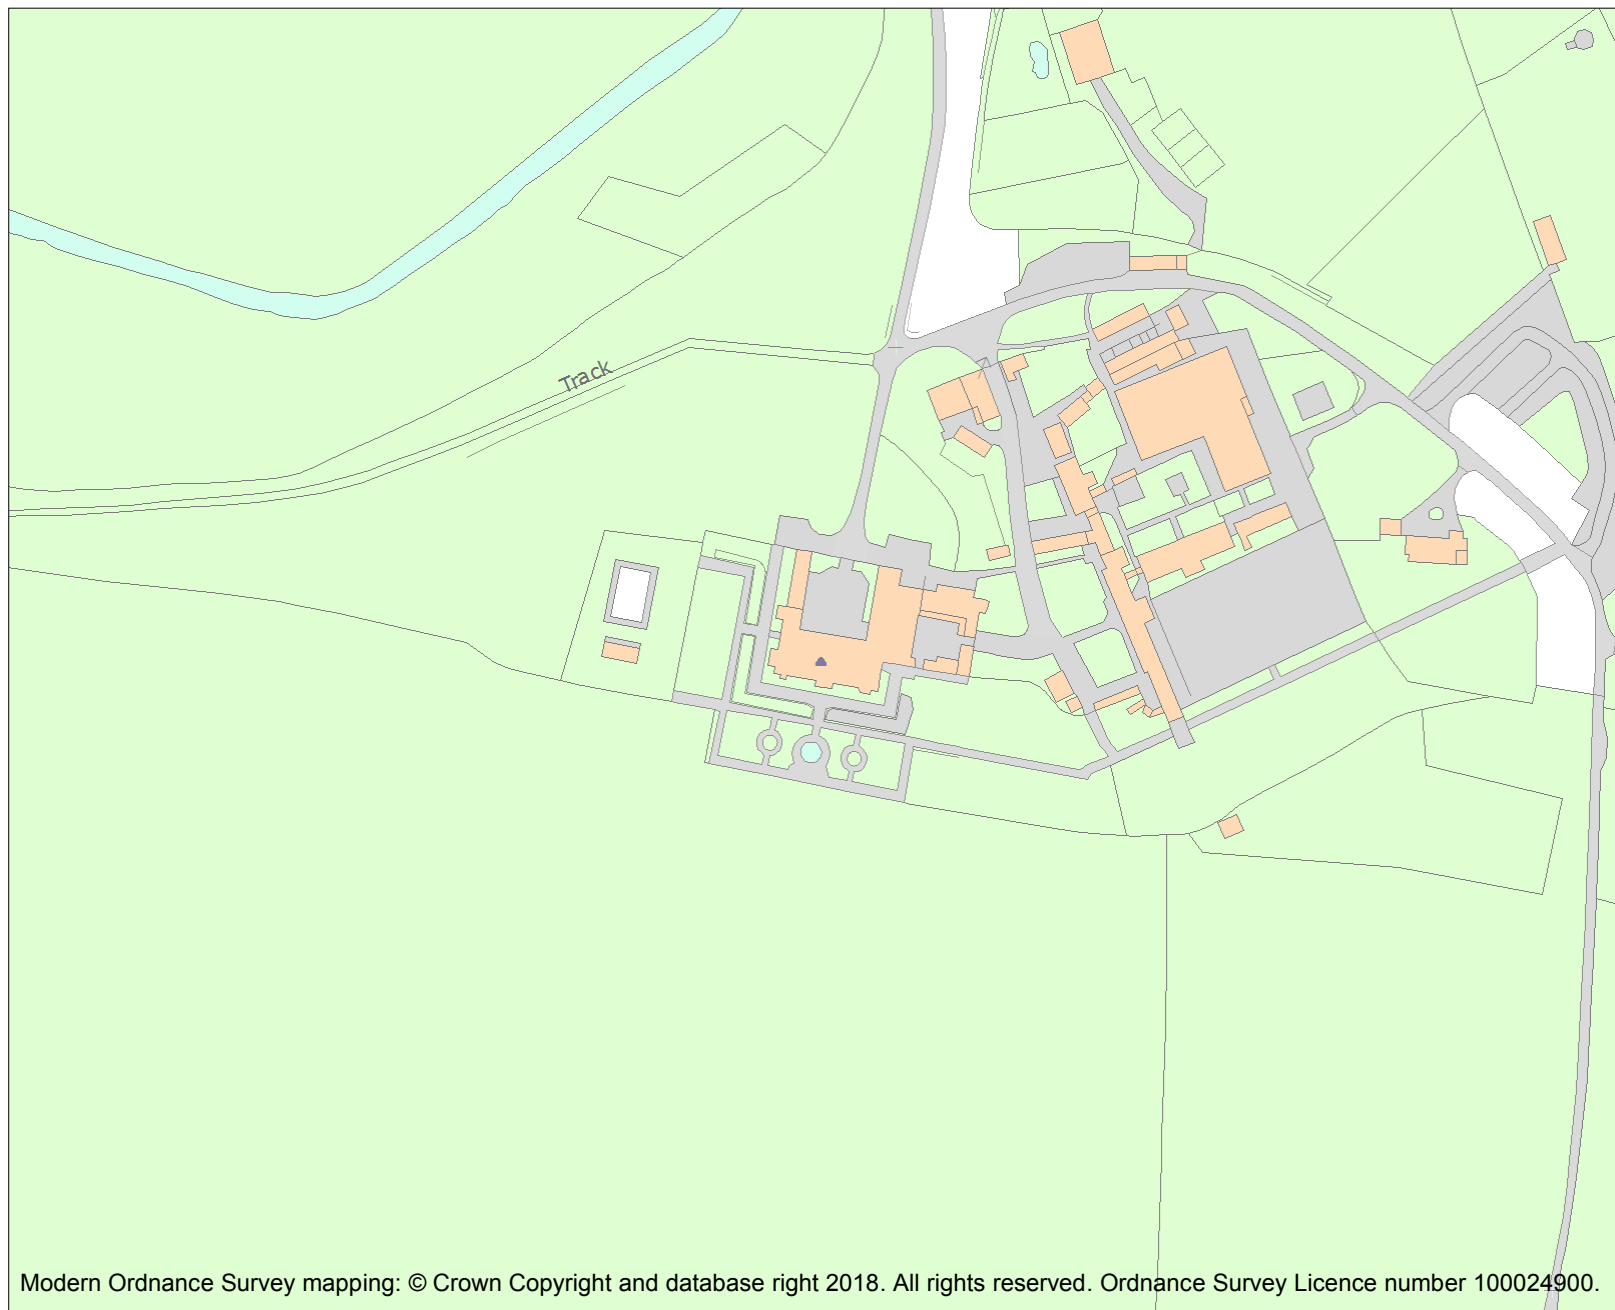 Track
Modern Ordnance Survey mapping: © Crown Copyright and database right 2018. All rights reserved. Ordnance Survey Licence number 100024900.